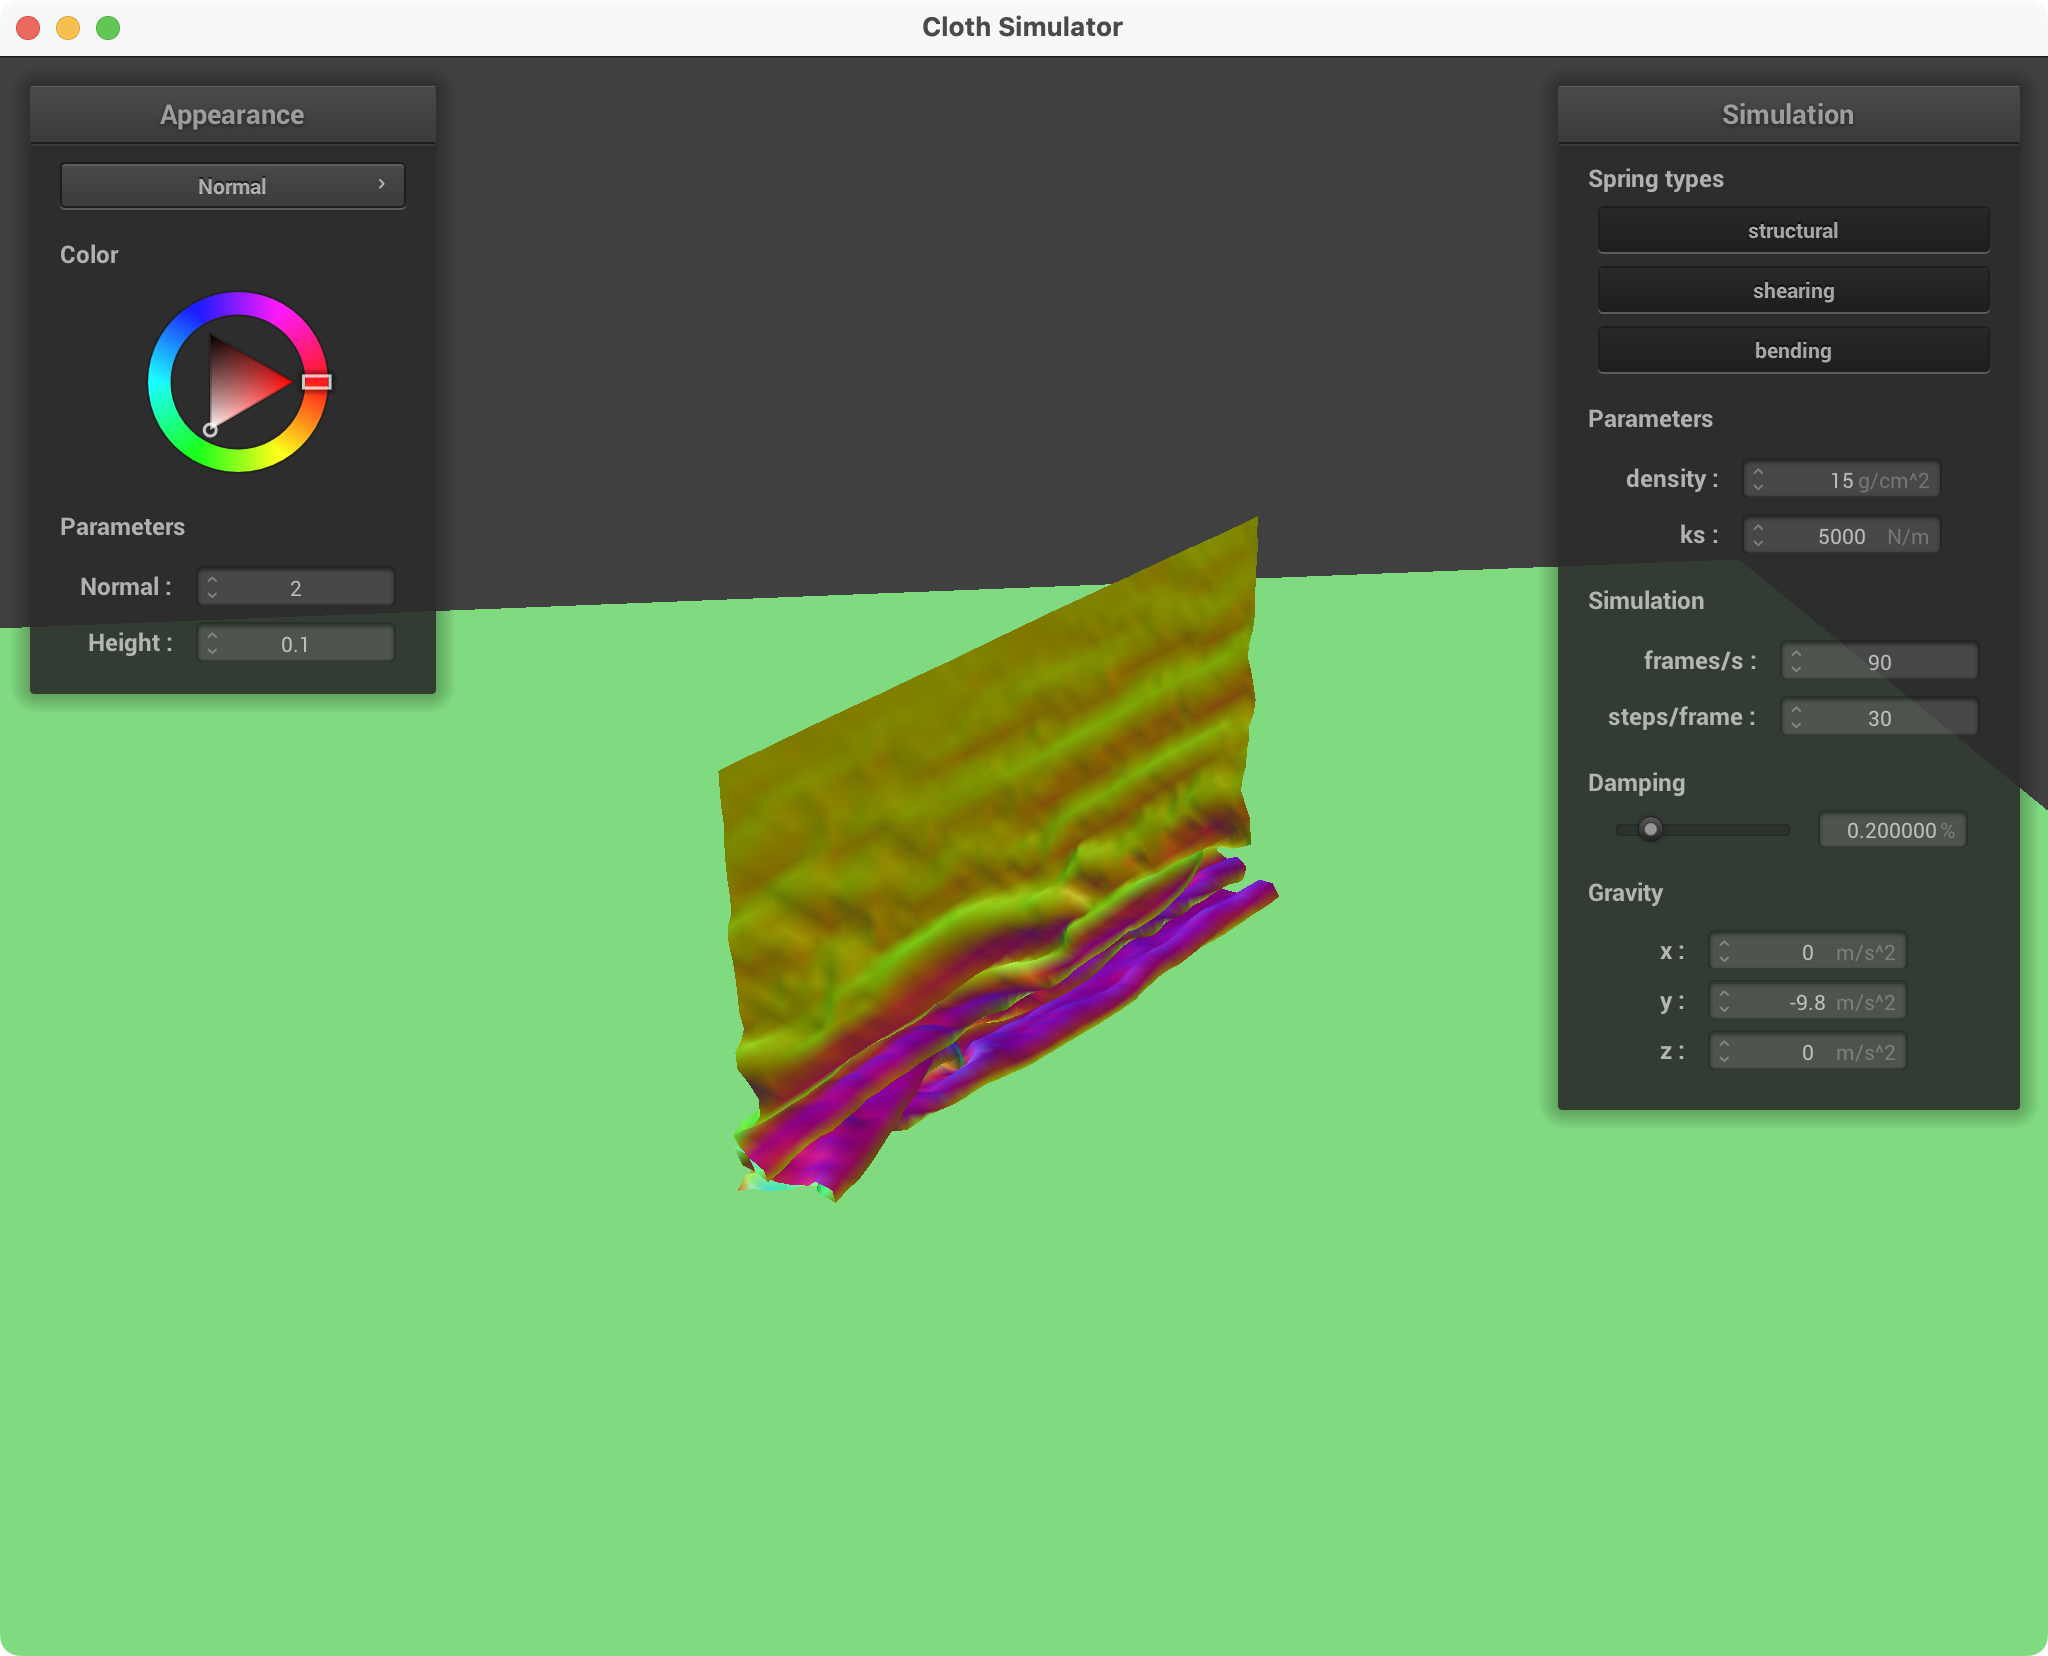 Cloth Simulator
Appearance
Normal
Color
Parameters
Normal : 2
Height : 0.1
Simulation
Spring types
structural
shearing
bending
Parameters
density : 15 g/cm^2
ks : 5000 N/m
Simulation
frames/s : 90
steps/frame : 30
Damping
0.200000 %
Gravity
x : 0 m/s^2
y : -9.8 m/s^2
z : 0 m/s^2